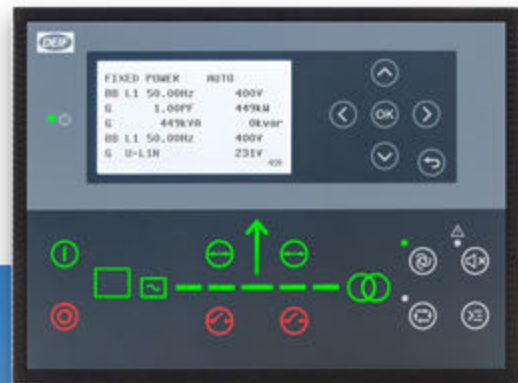 DEIF
FIXED POWER AUTO
BB L1 50.00Hz 400V
G 1.00PF 449kW
G 449kVA 0kvar
BB L1 50.00Hz 400V
G U-L1N 231V
OK